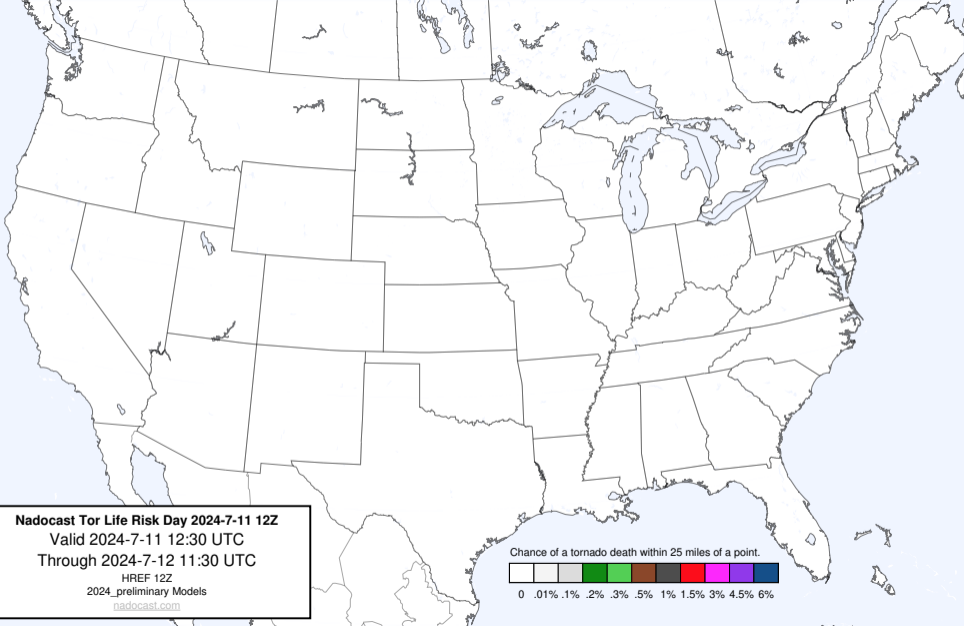 Nadocast Tor Life Risk Day 2024-7-11 12Z
Valid 2024-7-11 12:30 UTC
Through 2024-7-12 11:30 UTC
HREF 12Z
2024_preliminary Models
nadocast.com
Chance of a tornado death within 25 miles of a point.
0 .01% .1% .2% .3% .5% 1% 1.5% 3% 4.5% 6%